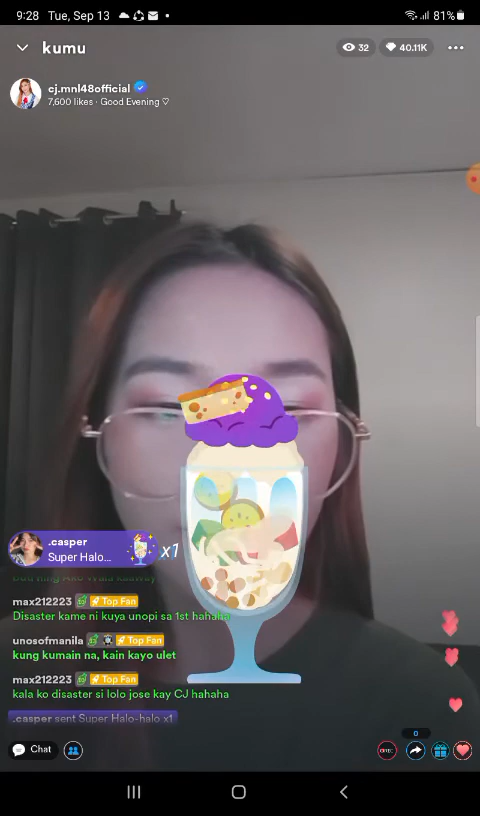 9:28 Tue, Sep 13
81%
kumu
32
40.11K
cj.mnl48official
7,600 likes · Good Evening ♡
.casper
Super Halo...
x1
max212223 Top Fan
Disaster kame ni kuya unopi sa 1st hahaha
unosofmanila Top Fan
kung kumain na, kain kayo ulet
max212223 Top Fan
kala ko disaster si lolo jose kay CJ hahaha
.casper sent Super Halo-halo x1
0
Chat